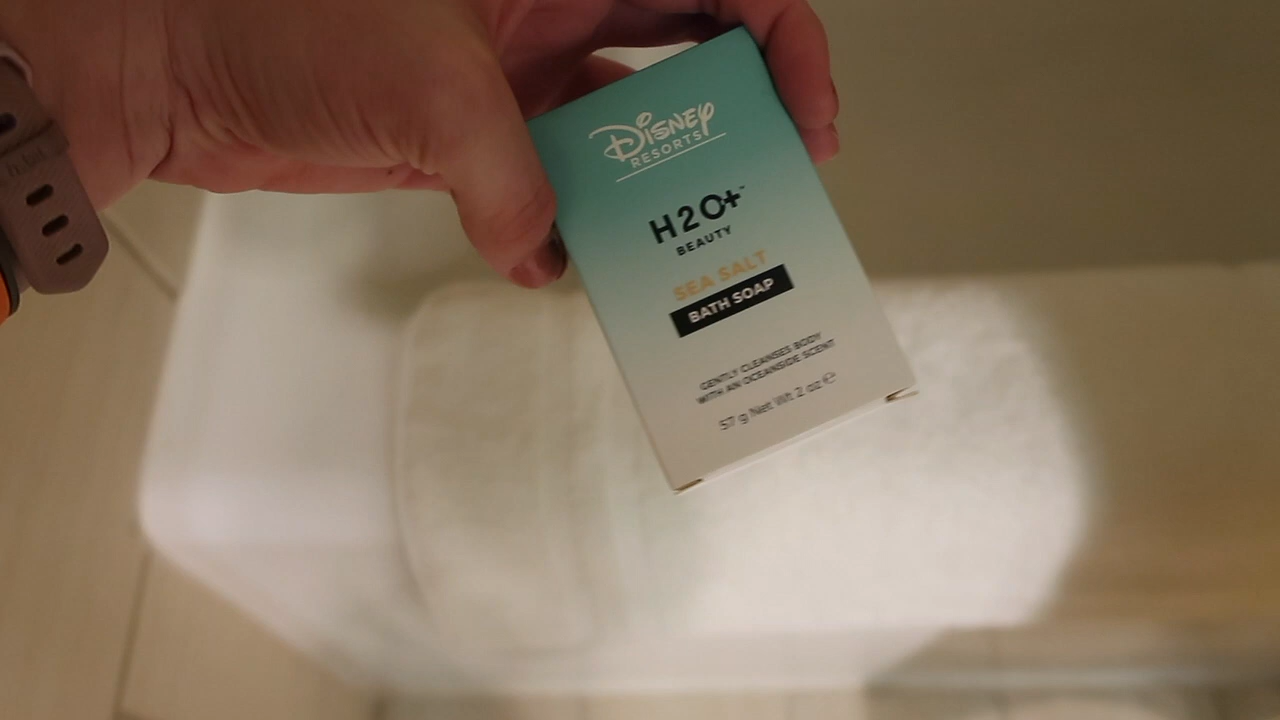 Disney
RESORTS
H2O+™
BEAUTY
SEA SALT
BATH SOAP
GENTLY CLEANSES BODY
WITH AN OCEANSIDE SCENT
57 g Net Wt 2 oz ℮